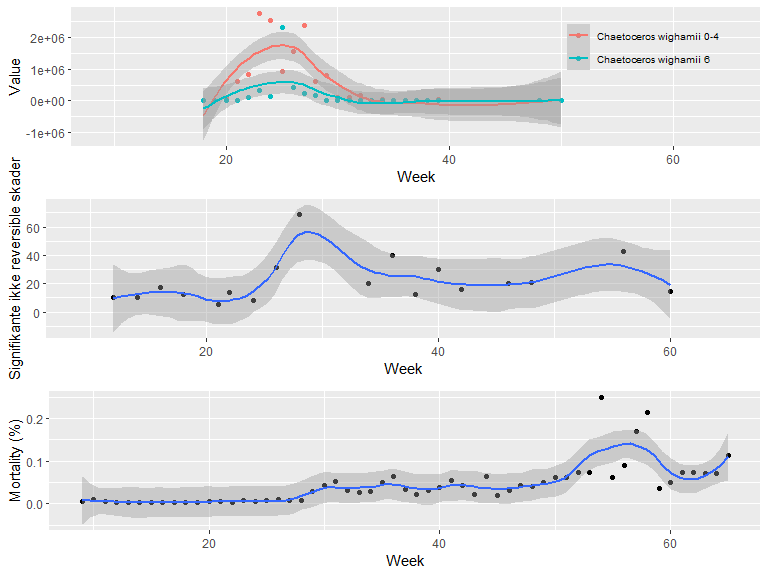 2e+06
1e+06
0e+00
-1e+06
Value
20
40
60
Week
Chaetoceros wighamii 0-4
Chaetoceros wighamii 6
60
40
20
0
Signifikante ikke reversible skader
20
40
60
Week
0.2
0.1
0.0
Mortality (%)
20
40
60
Week